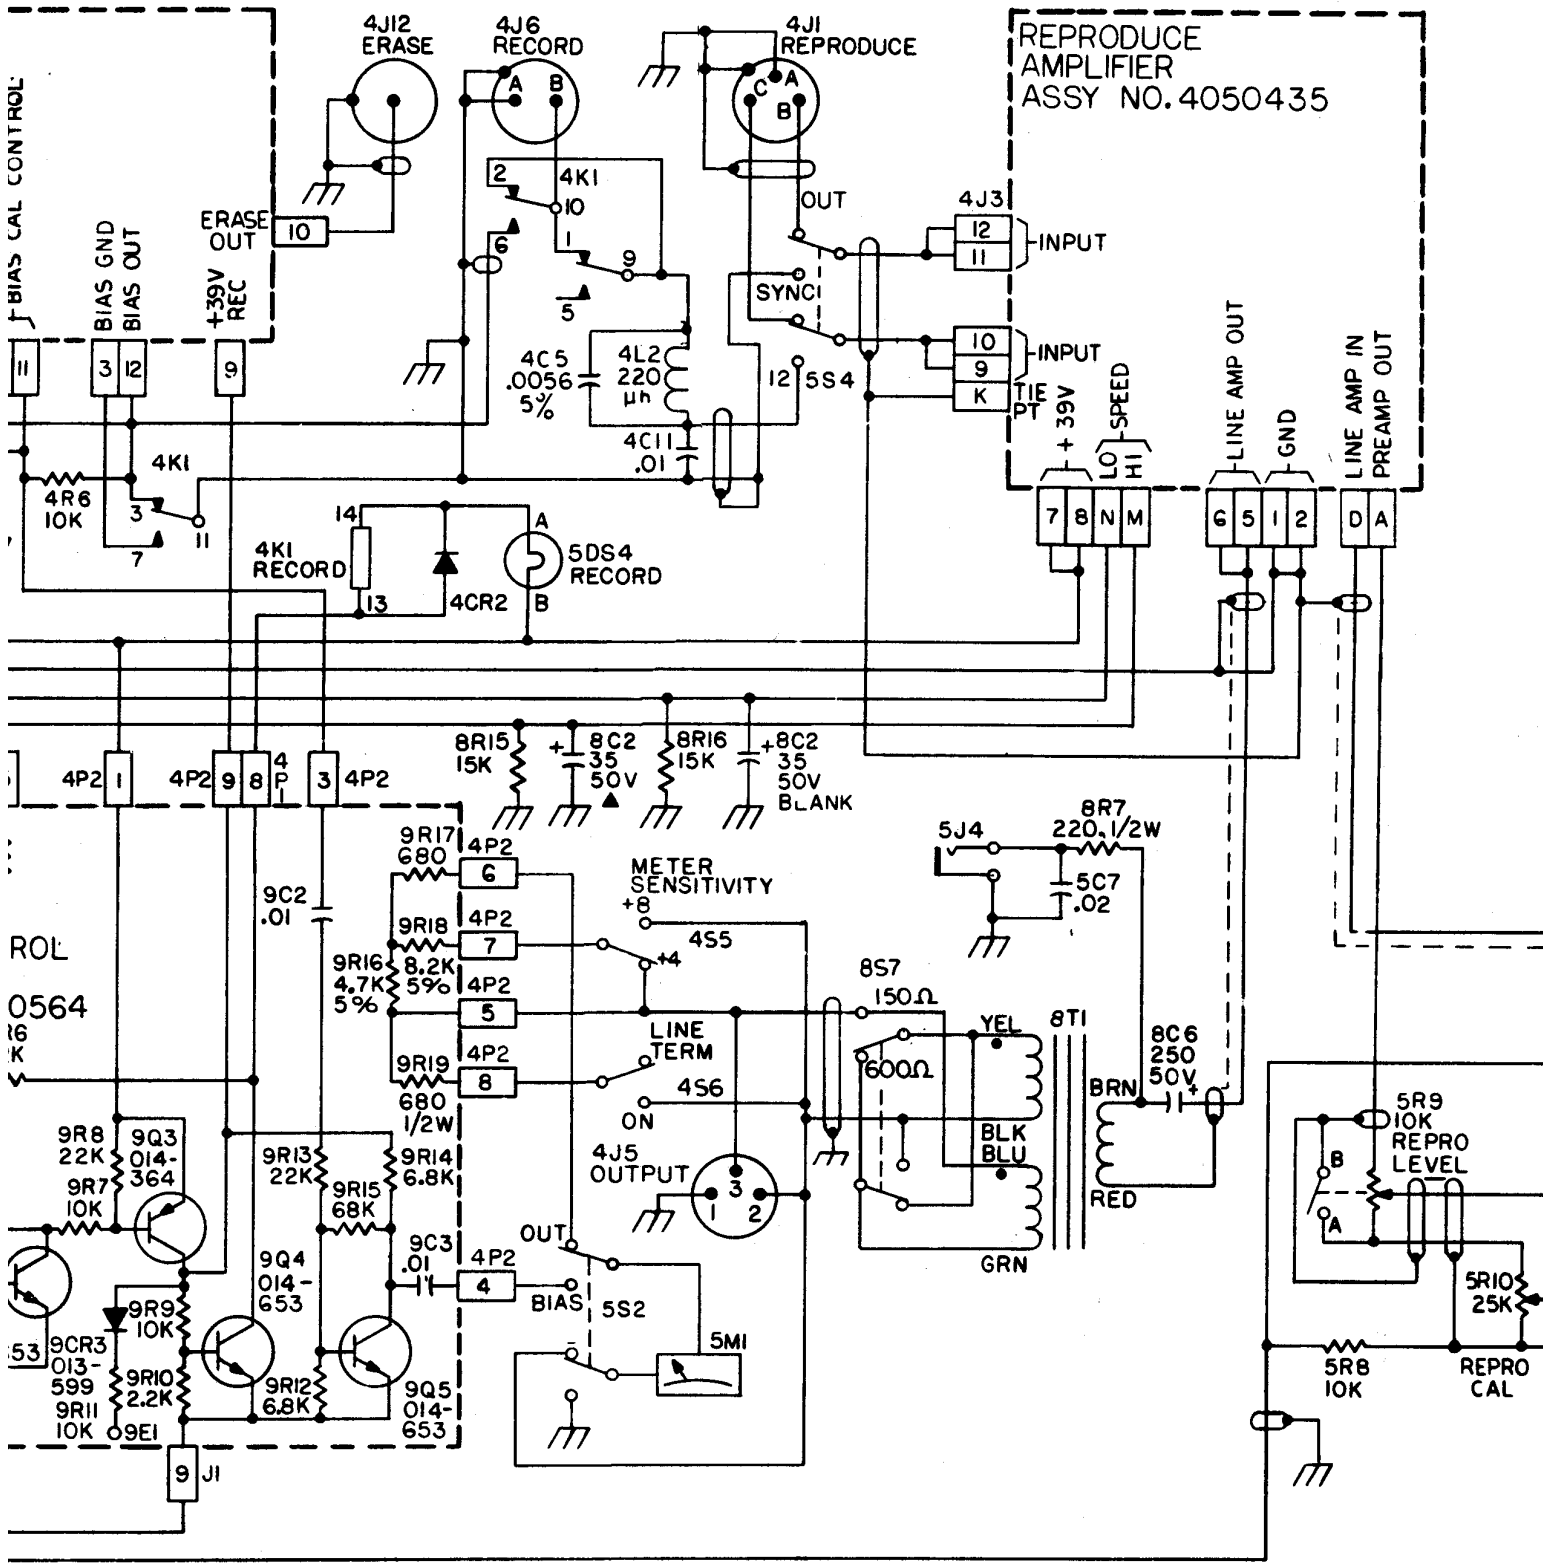 4J12
ERASE
4J6
RECORD
4J1
REPRODUCE
REPRODUCE
AMPLIFIER
ASSY NO. 4050435
A
B
C
A
B
BIAS CAL CONTROL
ERASE
OUT
10
BIAS GND
BIAS OUT
+39V
REC
2
4K1
10
6
1
9
5
OUT
SYNC
4J3
12
11
INPUT
10
9
INPUT
K
TIE
PT
11
3
12
9
4C5
.0056
5%
4L2
220
µh
12
5S4
4C11
.01
+39V
LO
HI
SPEED
LINE AMP OUT
GND
LINE AMP IN
PREAMP OUT
7
8
N
M
6
5
1
2
D
A
4R6
10K
4K1
3
7
11
14
4K1
RECORD
13
4CR2
A
B
5DS4
RECORD
8R15
15K
+
8C2
35
50V
▲
8R16
15K
+
8C2
35
50V
BLANK
4P2
1
4P2
9
8
4
P
1
3
4P2
9R17
680
4P2
6
9C2
.01
9R18
8.2K
5%
4P2
7
9R16
4.7K
5%
4P2
5
9R19
680
1/2W
4P2
8
METER
SENSITIVITY
+8
4S5
+4
LINE
TERM
4S6
ON
5J4
8R7
220, 1/2W
5C7
.02
ROL
0564
R6
K
8S7
150Ω
600Ω
YEL
8T1
BLK
BLU
GRN
BRN
RED
8C6
250
50V
+
4J5
OUTPUT
1
3
2
9R8
22K
9Q3
014-
364
9R7
10K
9R13
22K
9R14
6.8K
9R15
68K
9C3
.01
4P2
4
OUT
BIAS
5S2
5M1
9Q4
014-
653
9R9
10K
53
9CR3
013-
599
9R10
2.2K
9R11
10K
9E1
9R12
6.8K
9Q5
014-
653
9
J1
5R9
10K
REPRO
LEVEL
B
A
5R10
25K
5R8
10K
REPRO
CAL